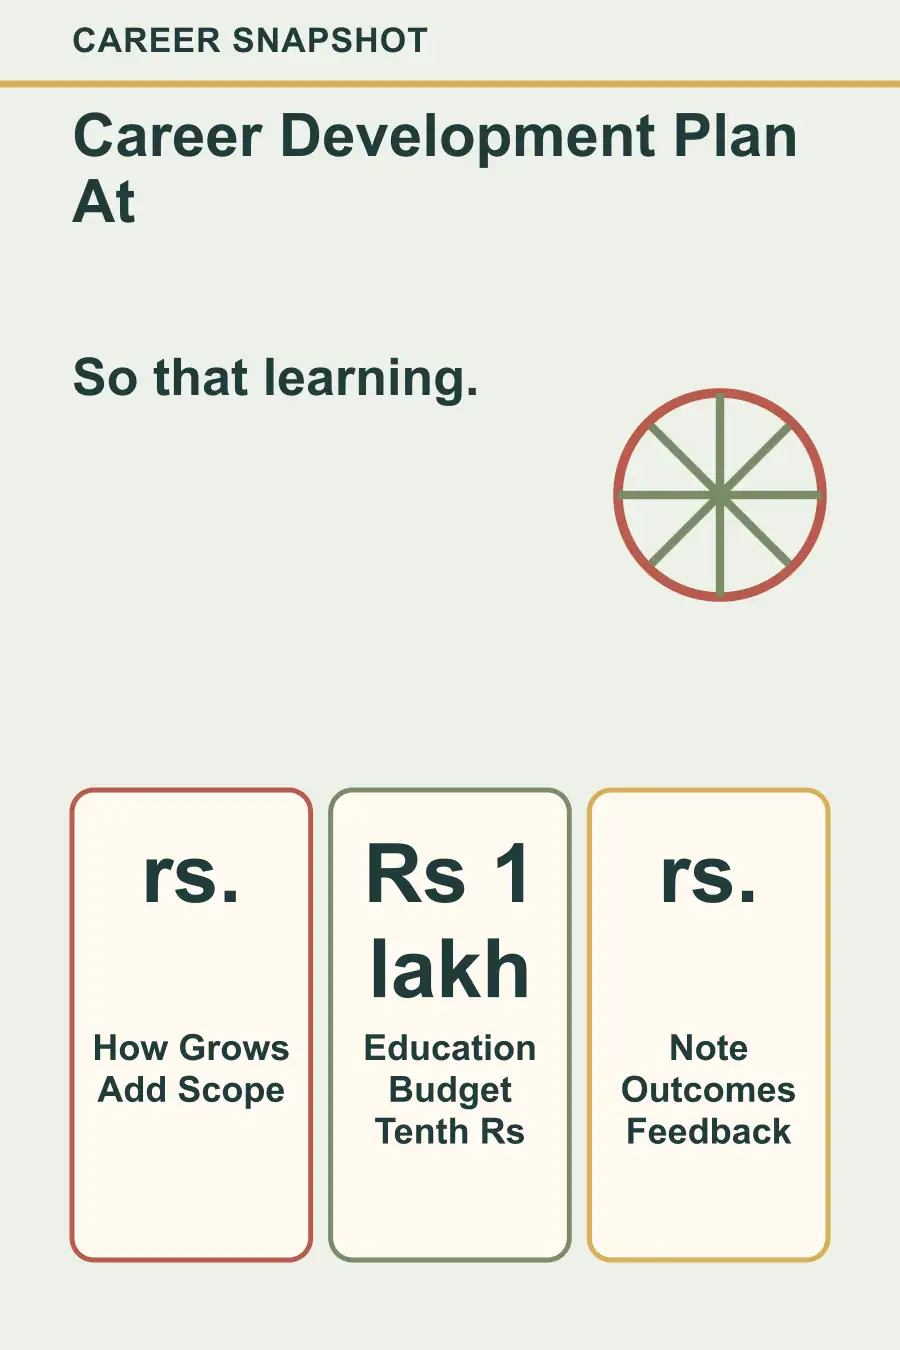 CAREER SNAPSHOT
Career Development Plan
At
So that learning.
rs.
How Grows
Add Scope
Rs 1
lakh
Education
Budget
Tenth Rs
rs.
Note
Outcomes
Feedback